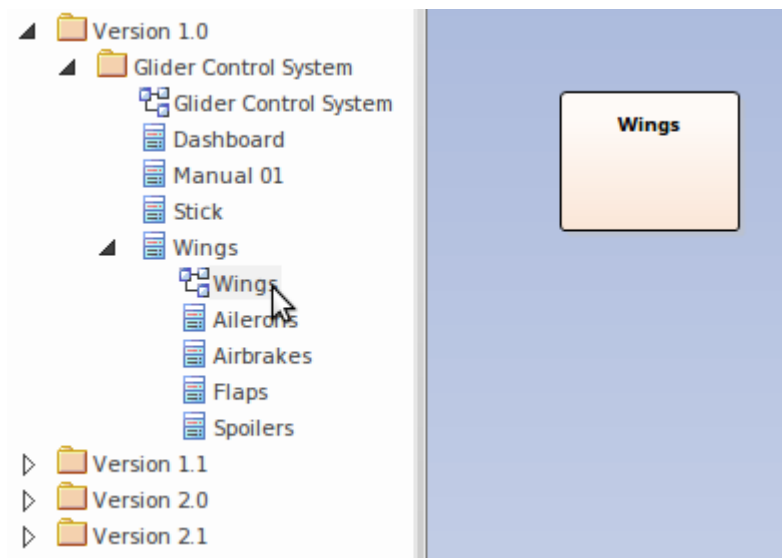 Version 1.0
Glider Control System
Glider Control System
Dashboard
Manual 01
Stick
Wings
Wings
Ailerons
Airbrakes
Flaps
Spoilers
Version 1.1
Version 2.0
Version 2.1
Wings